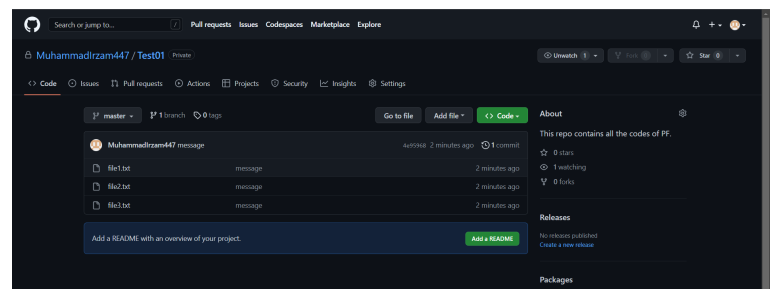 Search or jump to... / Pull requests Issues Codespaces Marketplace Explore
MuhammadIrzam447 / Test01 Private
Unwatch 1 Fork 0 Star 0
Code Issues Pull requests Actions Projects Security Insights Settings
master 1 branch 0 tags Go to file Add file Code
MuhammadIrzam447 message 4e95968 2 minutes ago 1 commit
file1.txt message 2 minutes ago
file2.txt message 2 minutes ago
file3.txt message 2 minutes ago
Add a README with an overview of your project. Add a README
About
This repo contains all the codes of PF.
0 stars
1 watching
0 forks
Releases
No releases published
Create a new release
Packages